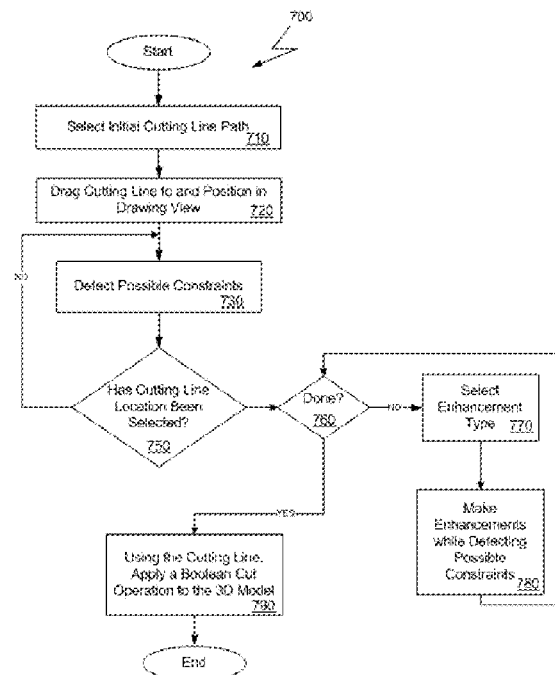 700
Start
Select Initial Cutting Line Path
710
Drag Cutting Line to and Position in
Drawing View
720
NO
Detect Possible Constraints
730
Has Cutting Line
Location Been
Selected?
750
Done?
760
NO
Select
Enhancement
Type
770
YES
Make
Enhancements
while Detecting
Possible
Constraints
780
Using the Cutting Line,
Apply a Boolean Cut
Operation to the 3D Model
790
End